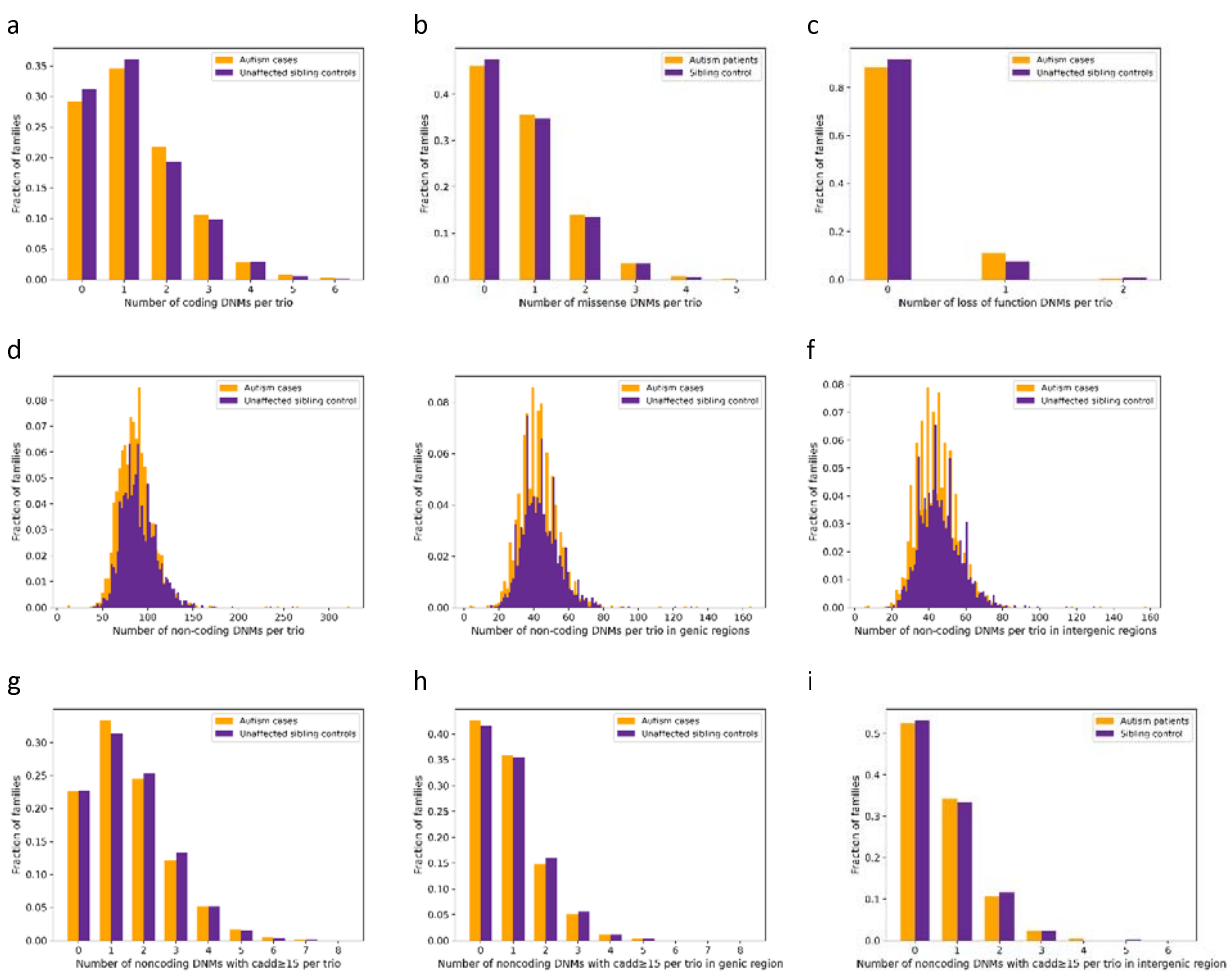 a
Autism cases
Unaffected sibling controls
Fraction of families
0.35
0.30
0.25
0.20
0.15
0.10
0.05
0.00
0 1 2 3 4 5 6
Number of coding DNMs per trio
b
Autism patients
Sibling control
Fraction of families
0.4
0.3
0.2
0.1
0.0
0 1 2 3 4 5
Number of missense DNMs per trio
c
Autism cases
Unaffected sibling controls
Fraction of families
0.8
0.6
0.4
0.2
0.0
0 1 2
Number of loss of function DNMs per trio
d
Autism cases
Unaffected sibling control
Fraction of families
0.08
0.07
0.06
0.05
0.04
0.03
0.02
0.01
0.00
0 50 100 150 200 250 300
Number of non-coding DNMs per trio
Autism cases
Unaffected sibling control
Fraction of families
0.08
0.06
0.04
0.02
0.00
0 20 40 60 80 100 120 140 160
Number of non-coding DNMs per trio in genic regions
f
Autism cases
Unaffected sibling control
Fraction of families
0.08
0.07
0.06
0.05
0.04
0.03
0.02
0.01
0.00
0 20 40 60 80 100 120 140 160
Number of non-coding DNMs per trio in intergenic regions
g
Autism cases
Unaffected sibling controls
Fraction of families
0.30
0.25
0.20
0.15
0.10
0.05
0.00
0 1 2 3 4 5 6 7 8
Number of noncoding DNMs with cadd≥15 per trio
h
Autism cases
Unaffected sibling controls
Fraction of families
0.40
0.35
0.30
0.25
0.20
0.15
0.10
0.05
0.00
0 1 2 3 4 5 6 7 8
Number of noncoding DNMs with cadd≥15 per trio in genic region
i
Autism patients
Sibling control
Fraction of families
0.5
0.4
0.3
0.2
0.1
0.0
0 1 2 3 4 5 6
Number of noncoding DNMs with cadd≥15 per trio in intergenic region